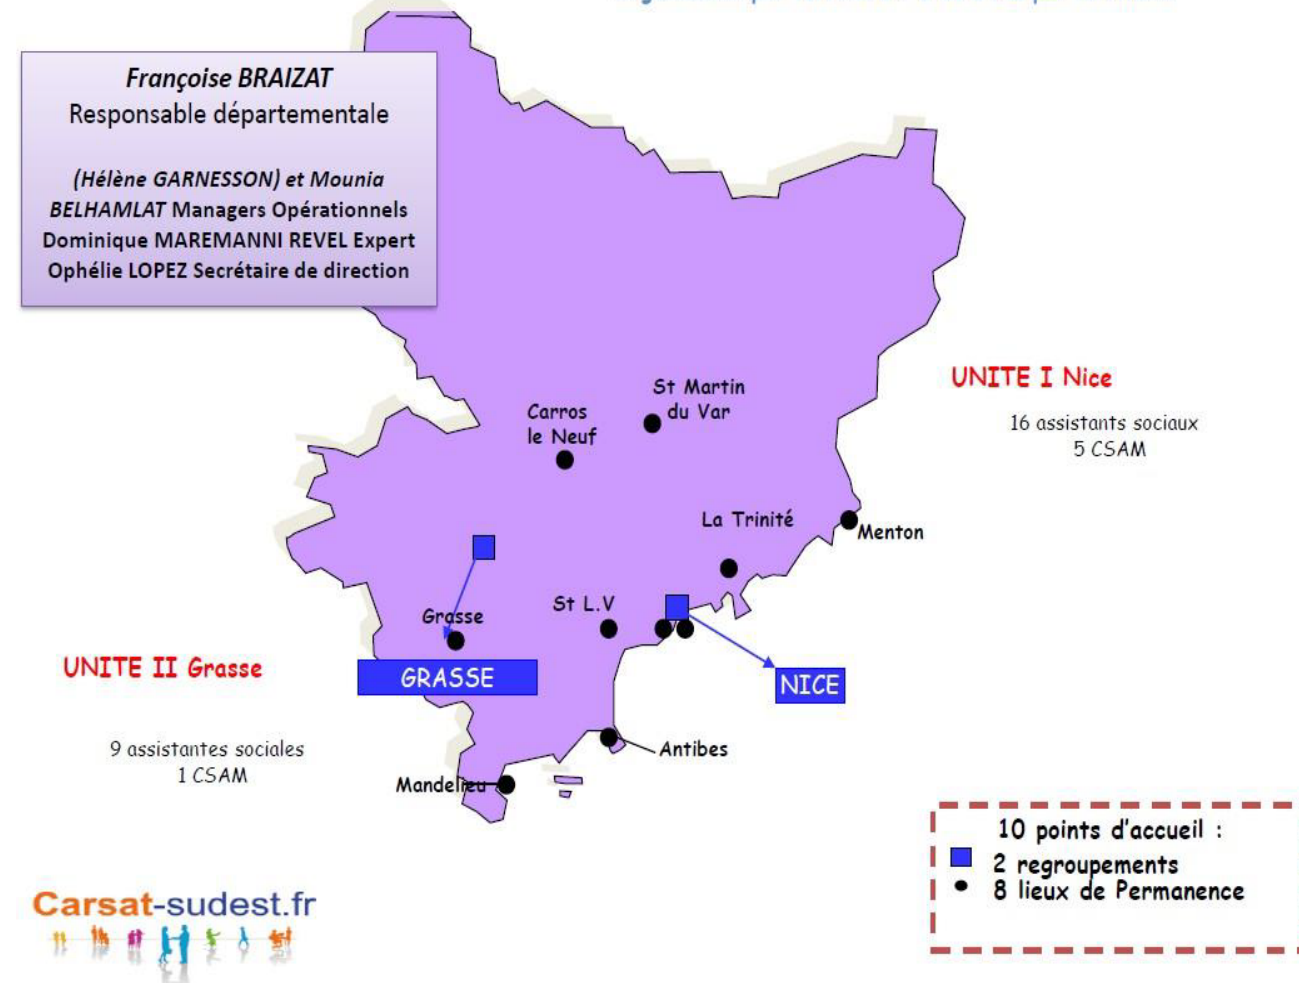 Françoise BRAIZAT
Responsable départementale
(Hélène GARNESSON) et Mounia
BELHAMLAT Managers Opérationnels
Dominique MAREMANNI REVEL Expert
Ophélie LOPEZ Secrétaire de direction
UNITE I Nice
16 assistants sociaux
5 CSAM
St Martin
du Var
Carros
le Neuf
La Trinité
Menton
St L.V
Grasse
GRASSE
NICE
UNITE II Grasse
9 assistantes sociales
1 CSAM
Antibes
Mandelieu
10 points d'accueil :
2 regroupements
8 lieux de Permanence
Carsat-sudest.fr